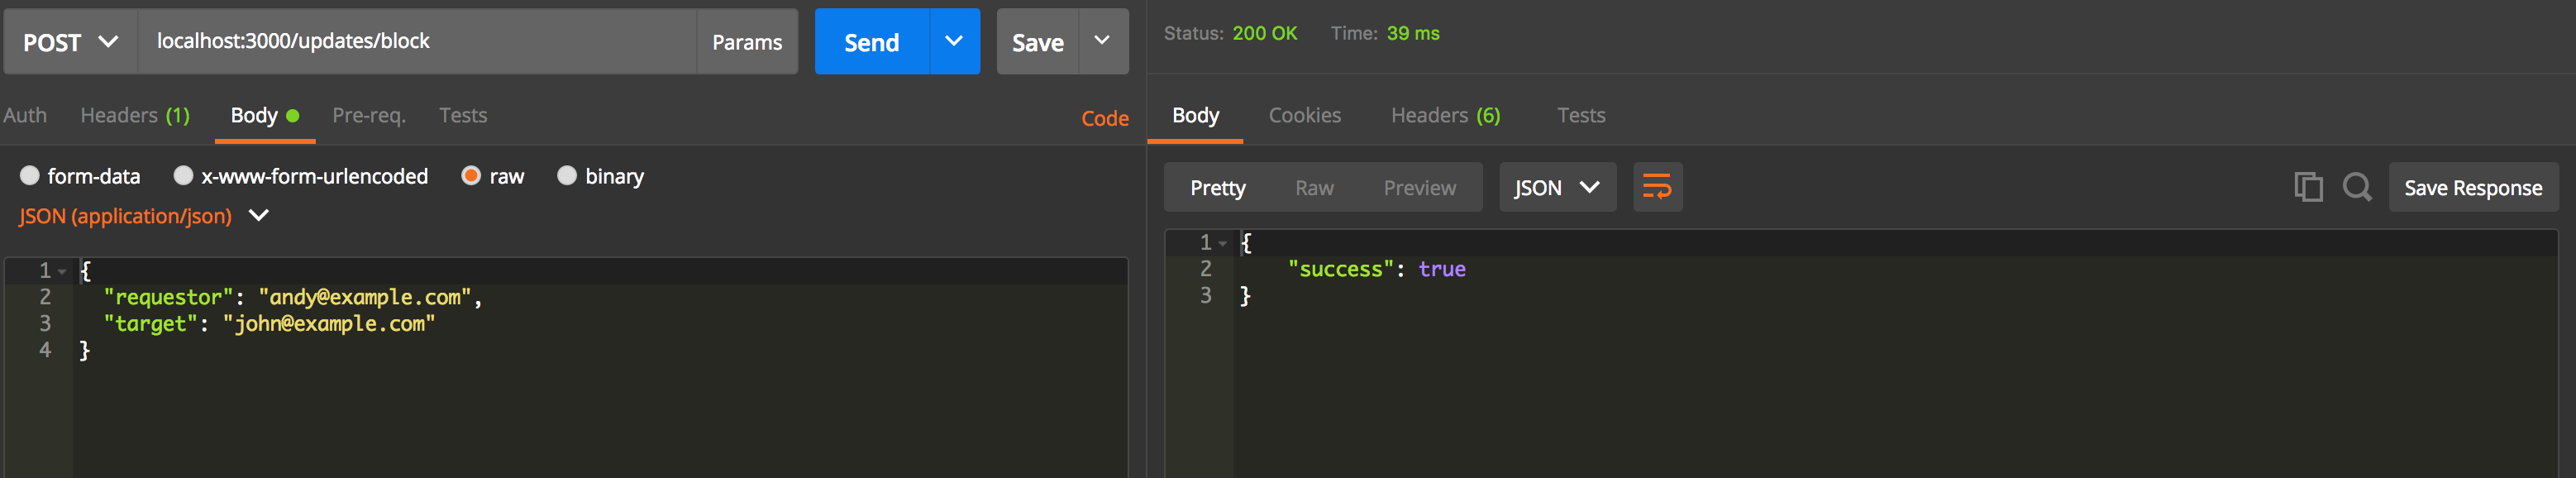 POST localhost:3000/updates/block Params Send Save
Auth Headers (1) Body Pre-req. Tests Code
form-data x-www-form-urlencoded raw binary
JSON (application/json)
1 {
2 "requestor": "andy@example.com",
3 "target": "john@example.com"
4 }
Status: 200 OK Time: 39 ms
Body Cookies Headers (6) Tests
Pretty Raw Preview JSON Save Response
1 {
2 "success": true
3 }